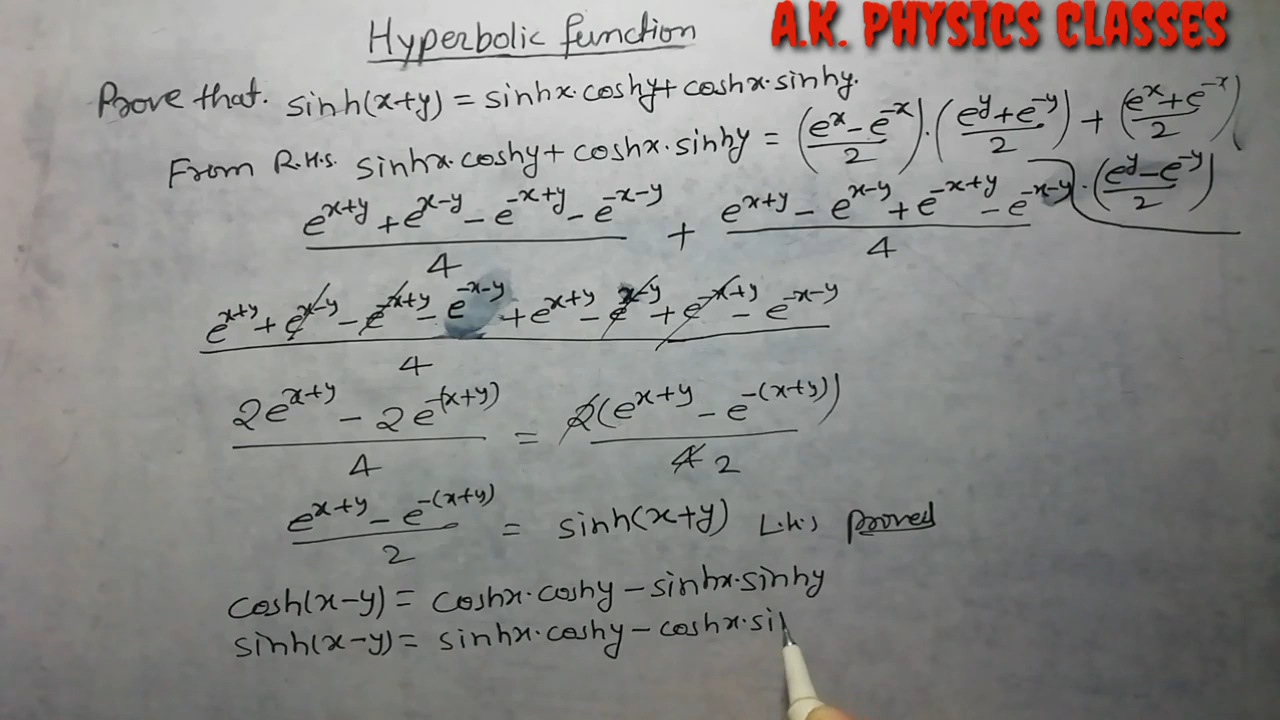 Hyperbolic function
A.K. PHYSICS CLASSES
Prove that. sinh(x+y) = sinhx·coshy + coshx·sinhy.
From R.H.S. sinhx·coshy + coshx·sinhy = ((e^x − e^−x)/2)·((e^y + e^−y)/2) + ((e^x + e^−x)/2)
·((e^y − e^−y)/2)
(e^x+y + e^x−y − e^−x+y − e^−x−y)/4 + (e^x+y − e^x−y + e^−x+y − e^−x−y)/4
(e^x+y + e^x−y − e^−x+y − e^−x−y + e^x+y − e^x−y + e^−x+y − e^−x−y)/4
(2e^x+y − 2e^−(x+y))/4 = 2(e^x+y − e^−(x+y))/4 2
(e^x+y − e^−(x+y))/2 = sinh(x+y) L.h.s proved
cosh(x−y) = coshx·coshy − sinhx·sinhy
sinh(x−y) = sinhx·coshy − coshx·si